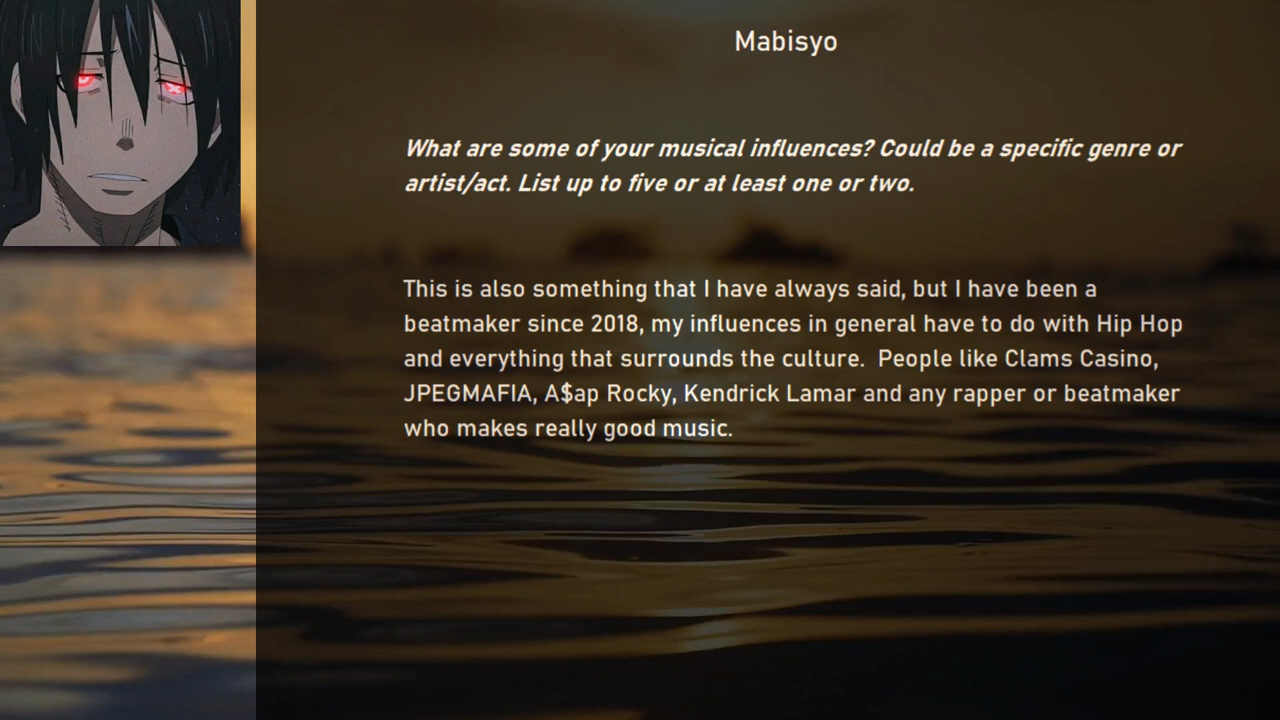 Mabisyo
What are some of your musical influences? Could be a specific genre or
artist/act. List up to five or at least one or two.
This is also something that I have always said, but I have been a
beatmaker since 2018, my influences in general have to do with Hip Hop
and everything that surrounds the culture.  People like Clams Casino,
JPEGMAFIA, A$ap Rocky, Kendrick Lamar and any rapper or beatmaker
who makes really good music.